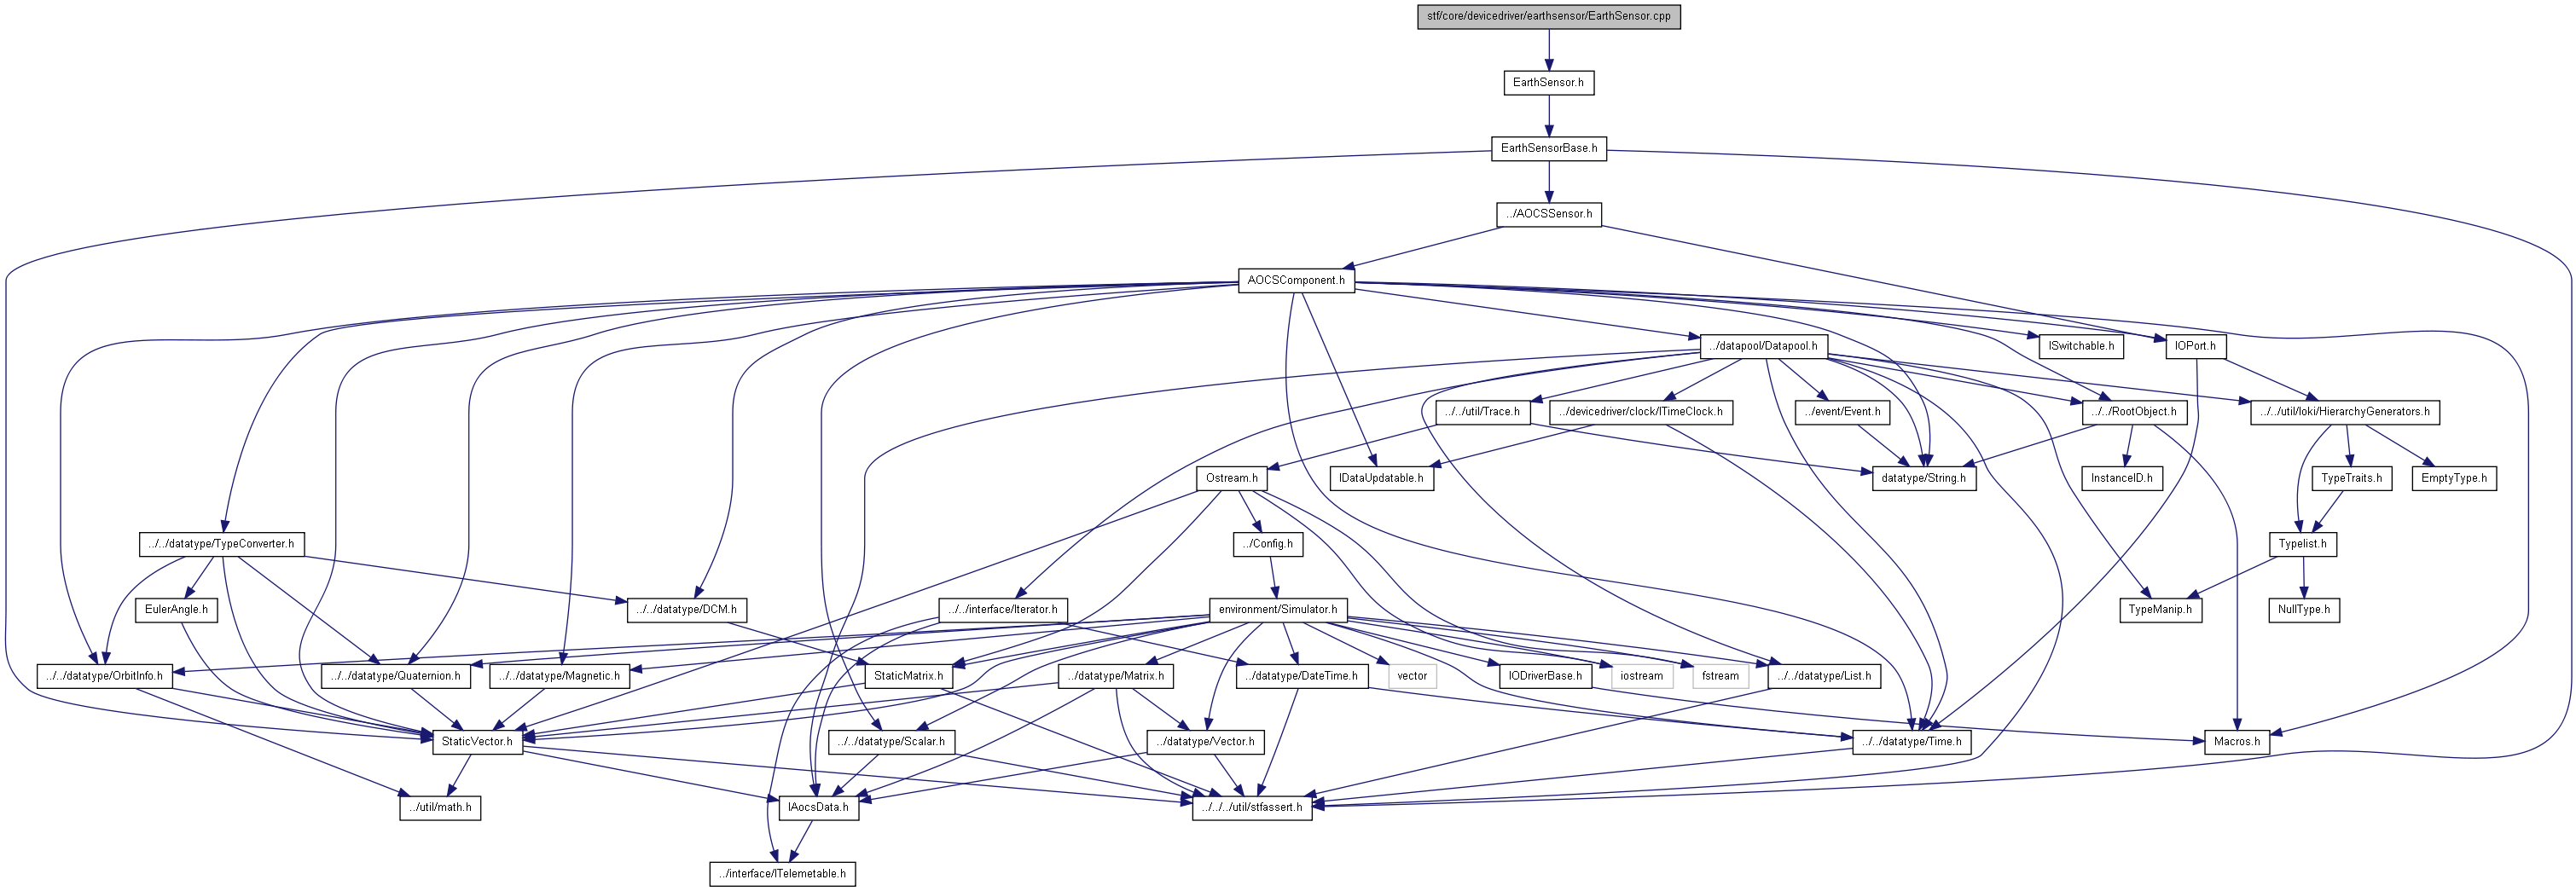 stf/core/devicedriver/earthsensor/EarthSensor.cpp
EarthSensor.h
EarthSensorBase.h
../AOCSSensor.h
AOCSComponent.h
../datapool/Datapool.h
ISwitchable.h
IOPort.h
../../util/Trace.h
../devicedriver/clock/ITimeClock.h
../event/Event.h
../../RootObject.h
../../util/loki/HierarchyGenerators.h
Ostream.h
IDataUpdatable.h
datatype/String.h
InstanceID.h
TypeTraits.h
EmptyType.h
../../datatype/TypeConverter.h
../Config.h
Typelist.h
EulerAngle.h
../../datatype/DCM.h
../../interface/Iterator.h
environment/Simulator.h
TypeManip.h
NullType.h
../../datatype/OrbitInfo.h
../../datatype/Quaternion.h
../../datatype/Magnetic.h
StaticMatrix.h
../datatype/Matrix.h
../datatype/DateTime.h
vector
IODriverBase.h
iostream
fstream
../../datatype/List.h
StaticVector.h
../../datatype/Scalar.h
../datatype/Vector.h
../../datatype/Time.h
Macros.h
../util/math.h
IAocsData.h
../../../util/stfassert.h
../interface/ITelemetable.h